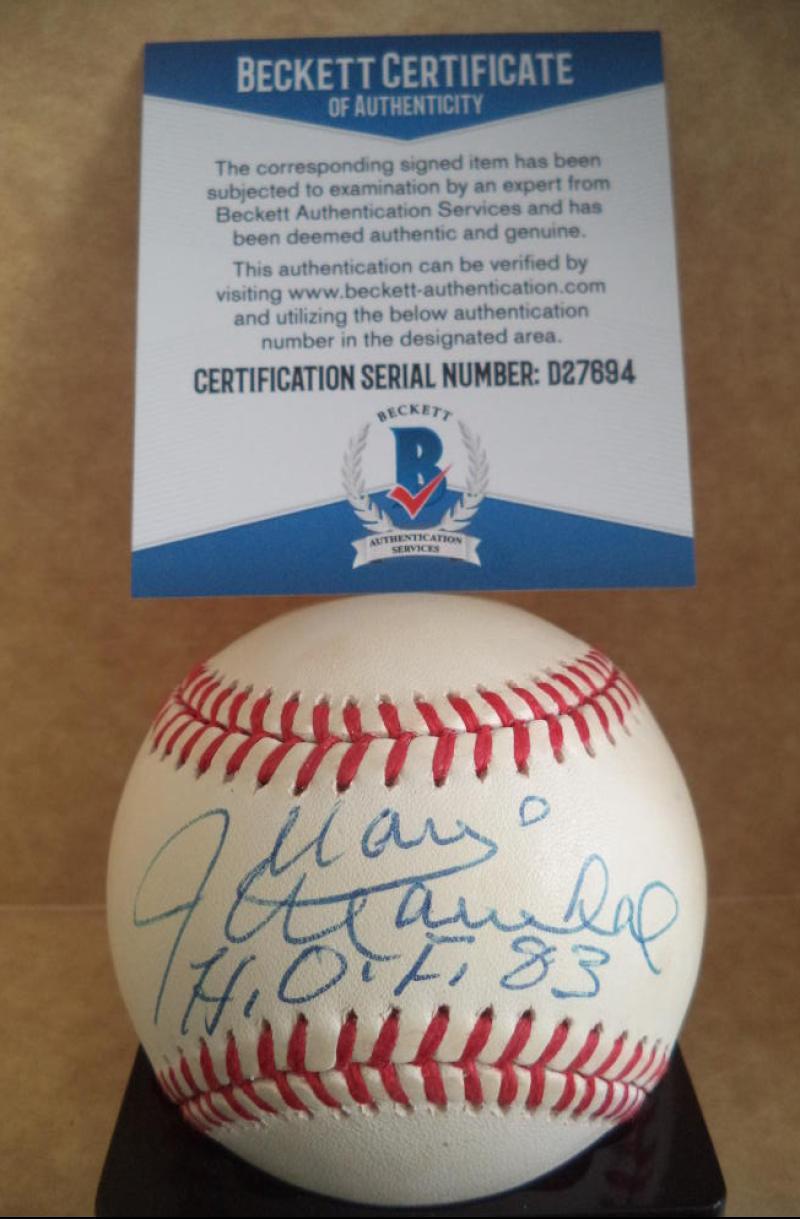 BECKETT CERTIFICATE
OF AUTHENTICITY
The corresponding signed item has been
subjected to examination by an expert from
Beckett Authentication Services and has
been deemed authentic and genuine.
This authentication can be verified by
visiting www.beckett-authentication.com
and utilizing the below authentication
number in the designated area.
CERTIFICATION SERIAL NUMBER: D27694
BECKETT
B
AUTHENTICATION
SERVICES
Juan
Marichal
H.O.F. 83